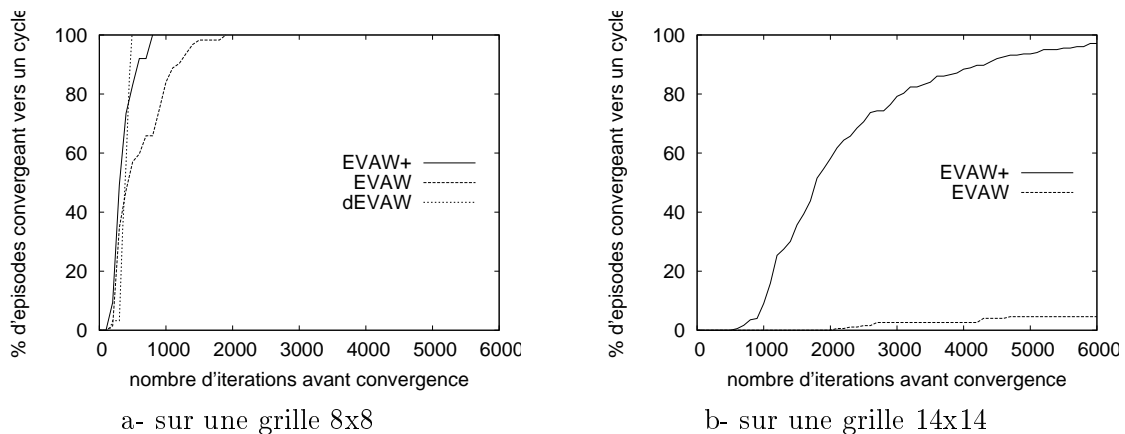 % d'episodes convergeant vers un cycle
100
80
60
40
20
0
EVAW+
EVAW
dEVAW
0 1000 2000 3000 4000 5000 6000
nombre d'iterations avant convergence
a- sur une grille 8x8
% d'episodes convergeant vers un cycle
100
80
60
40
20
0
EVAW+
EVAW
0 1000 2000 3000 4000 5000 6000
nombre d'iterations avant convergence
b- sur une grille 14x14